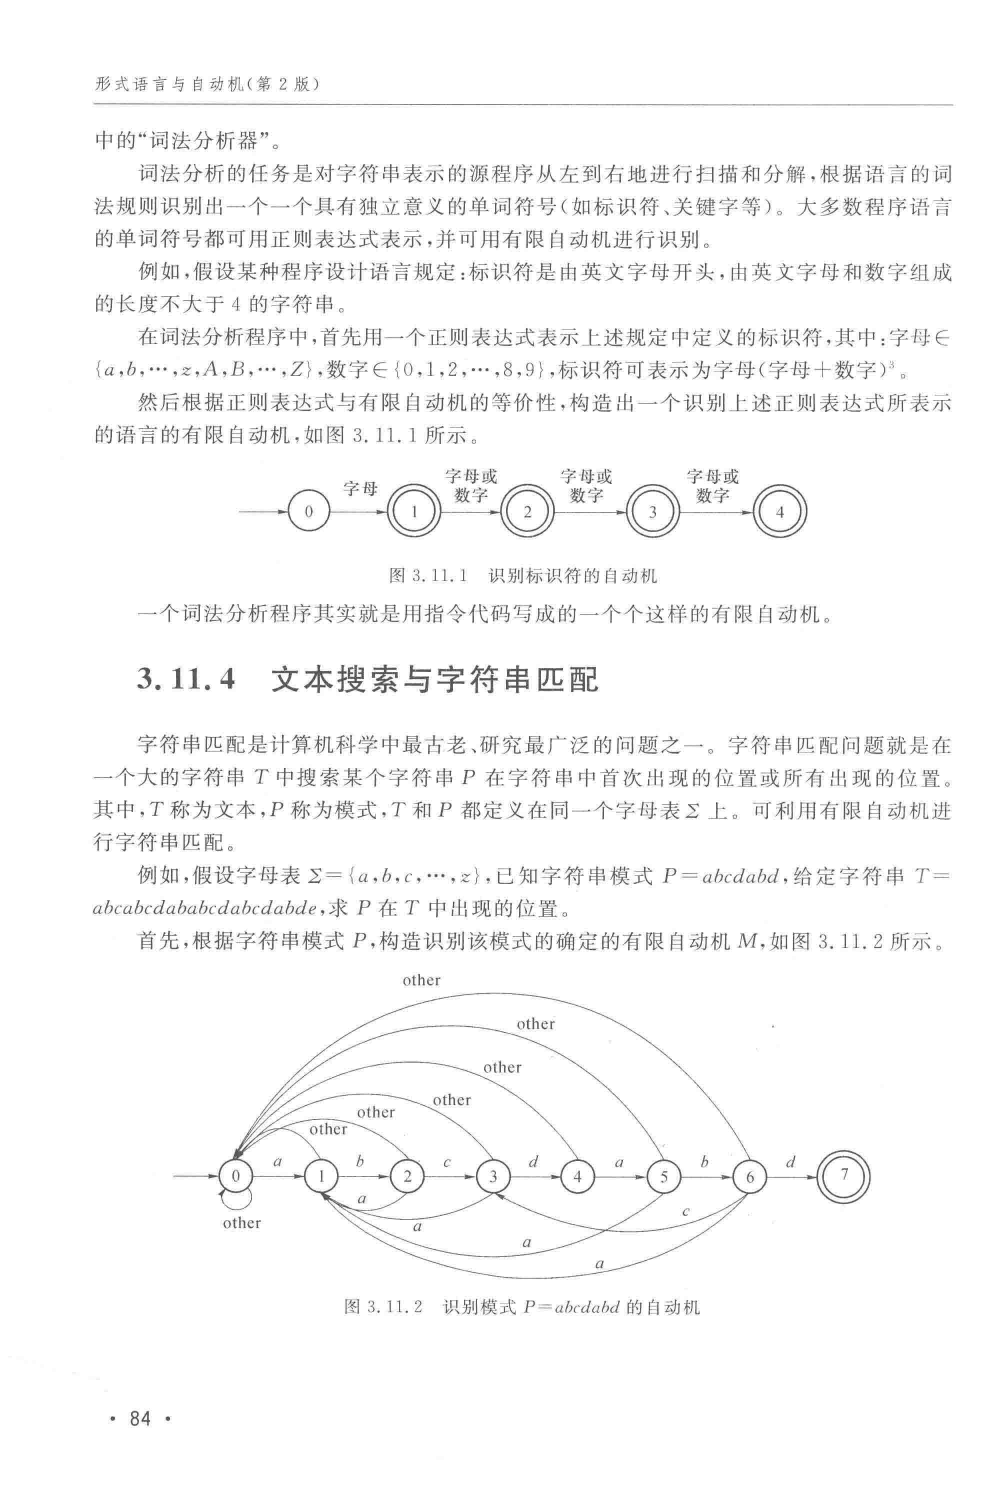 形式语言与自动机(第 2 版)
中的“词法分析器”。
词法分析的任务是对字符串表示的源程序从左到右地进行扫描和分解,根据语言的词
法规则识别出一个一个具有独立意义的单词符号(如标识符、关键字等)。大多数程序语言
的单词符号都可用正则表达式表示,并可用有限自动机进行识别。
例如,假设某种程序设计语言规定:标识符是由英文字母开头,由英文字母和数字组成
的长度不大于 4 的字符串。
在词法分析程序中,首先用一个正则表达式表示上述规定中定义的标识符,其中:字母∈
{a,b,…,z,A,B,…,Z},数字∈{0,1,2,…,8,9},标识符可表示为字母(字母+数字)³。
然后根据正则表达式与有限自动机的等价性,构造出一个识别上述正则表达式所表示
的语言的有限自动机,如图 3.11.1 所示。
字母 字母或 字母或 字母或
数字 数字 数字
0 1 2 3 4
图 3.11.1 识别标识符的自动机
一个词法分析程序其实就是用指令代码写成的一个个这样的有限自动机。
3.11.4 文本搜索与字符串匹配
字符串匹配是计算机科学中最古老、研究最广泛的问题之一。字符串匹配问题就是在
一个大的字符串 T 中搜索某个字符串 P 在字符串中首次出现的位置或所有出现的位置。
其中,T 称为文本,P 称为模式,T 和 P 都定义在同一个字母表 Σ 上。可利用有限自动机进
行字符串匹配。
例如,假设字母表 Σ={a,b,c,…,z},已知字符串模式 P=abcdabd,给定字符串 T=
abcabcdababcdabcdabde,求 P 在 T 中出现的位置。
首先,根据字符串模式 P,构造识别该模式的确定的有限自动机 M,如图 3.11.2 所示。
other
other
other
other
other
other
a b c d a b d
0 1 2 3 4 5 6 7
a
c
other
a
a
a
图 3.11.2 识别模式 P=abcdabd 的自动机
· 84 ·